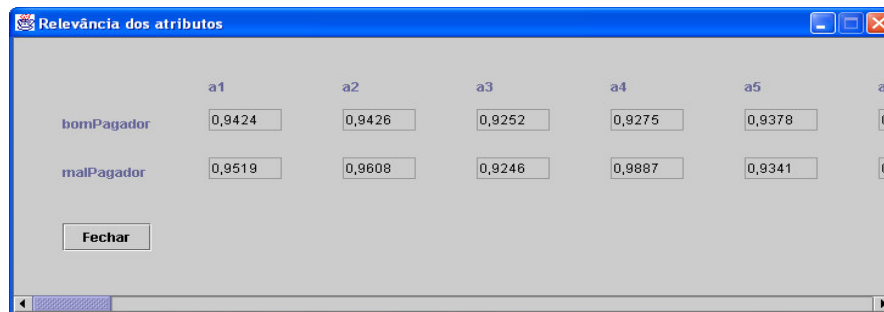 Relevância dos atributos
a1 a2 a3 a4 a5
bomPagador 0,9424 0,9426 0,9252 0,9275 0,9378
malPagador 0,9519 0,9608 0,9246 0,9887 0,9341
Fechar